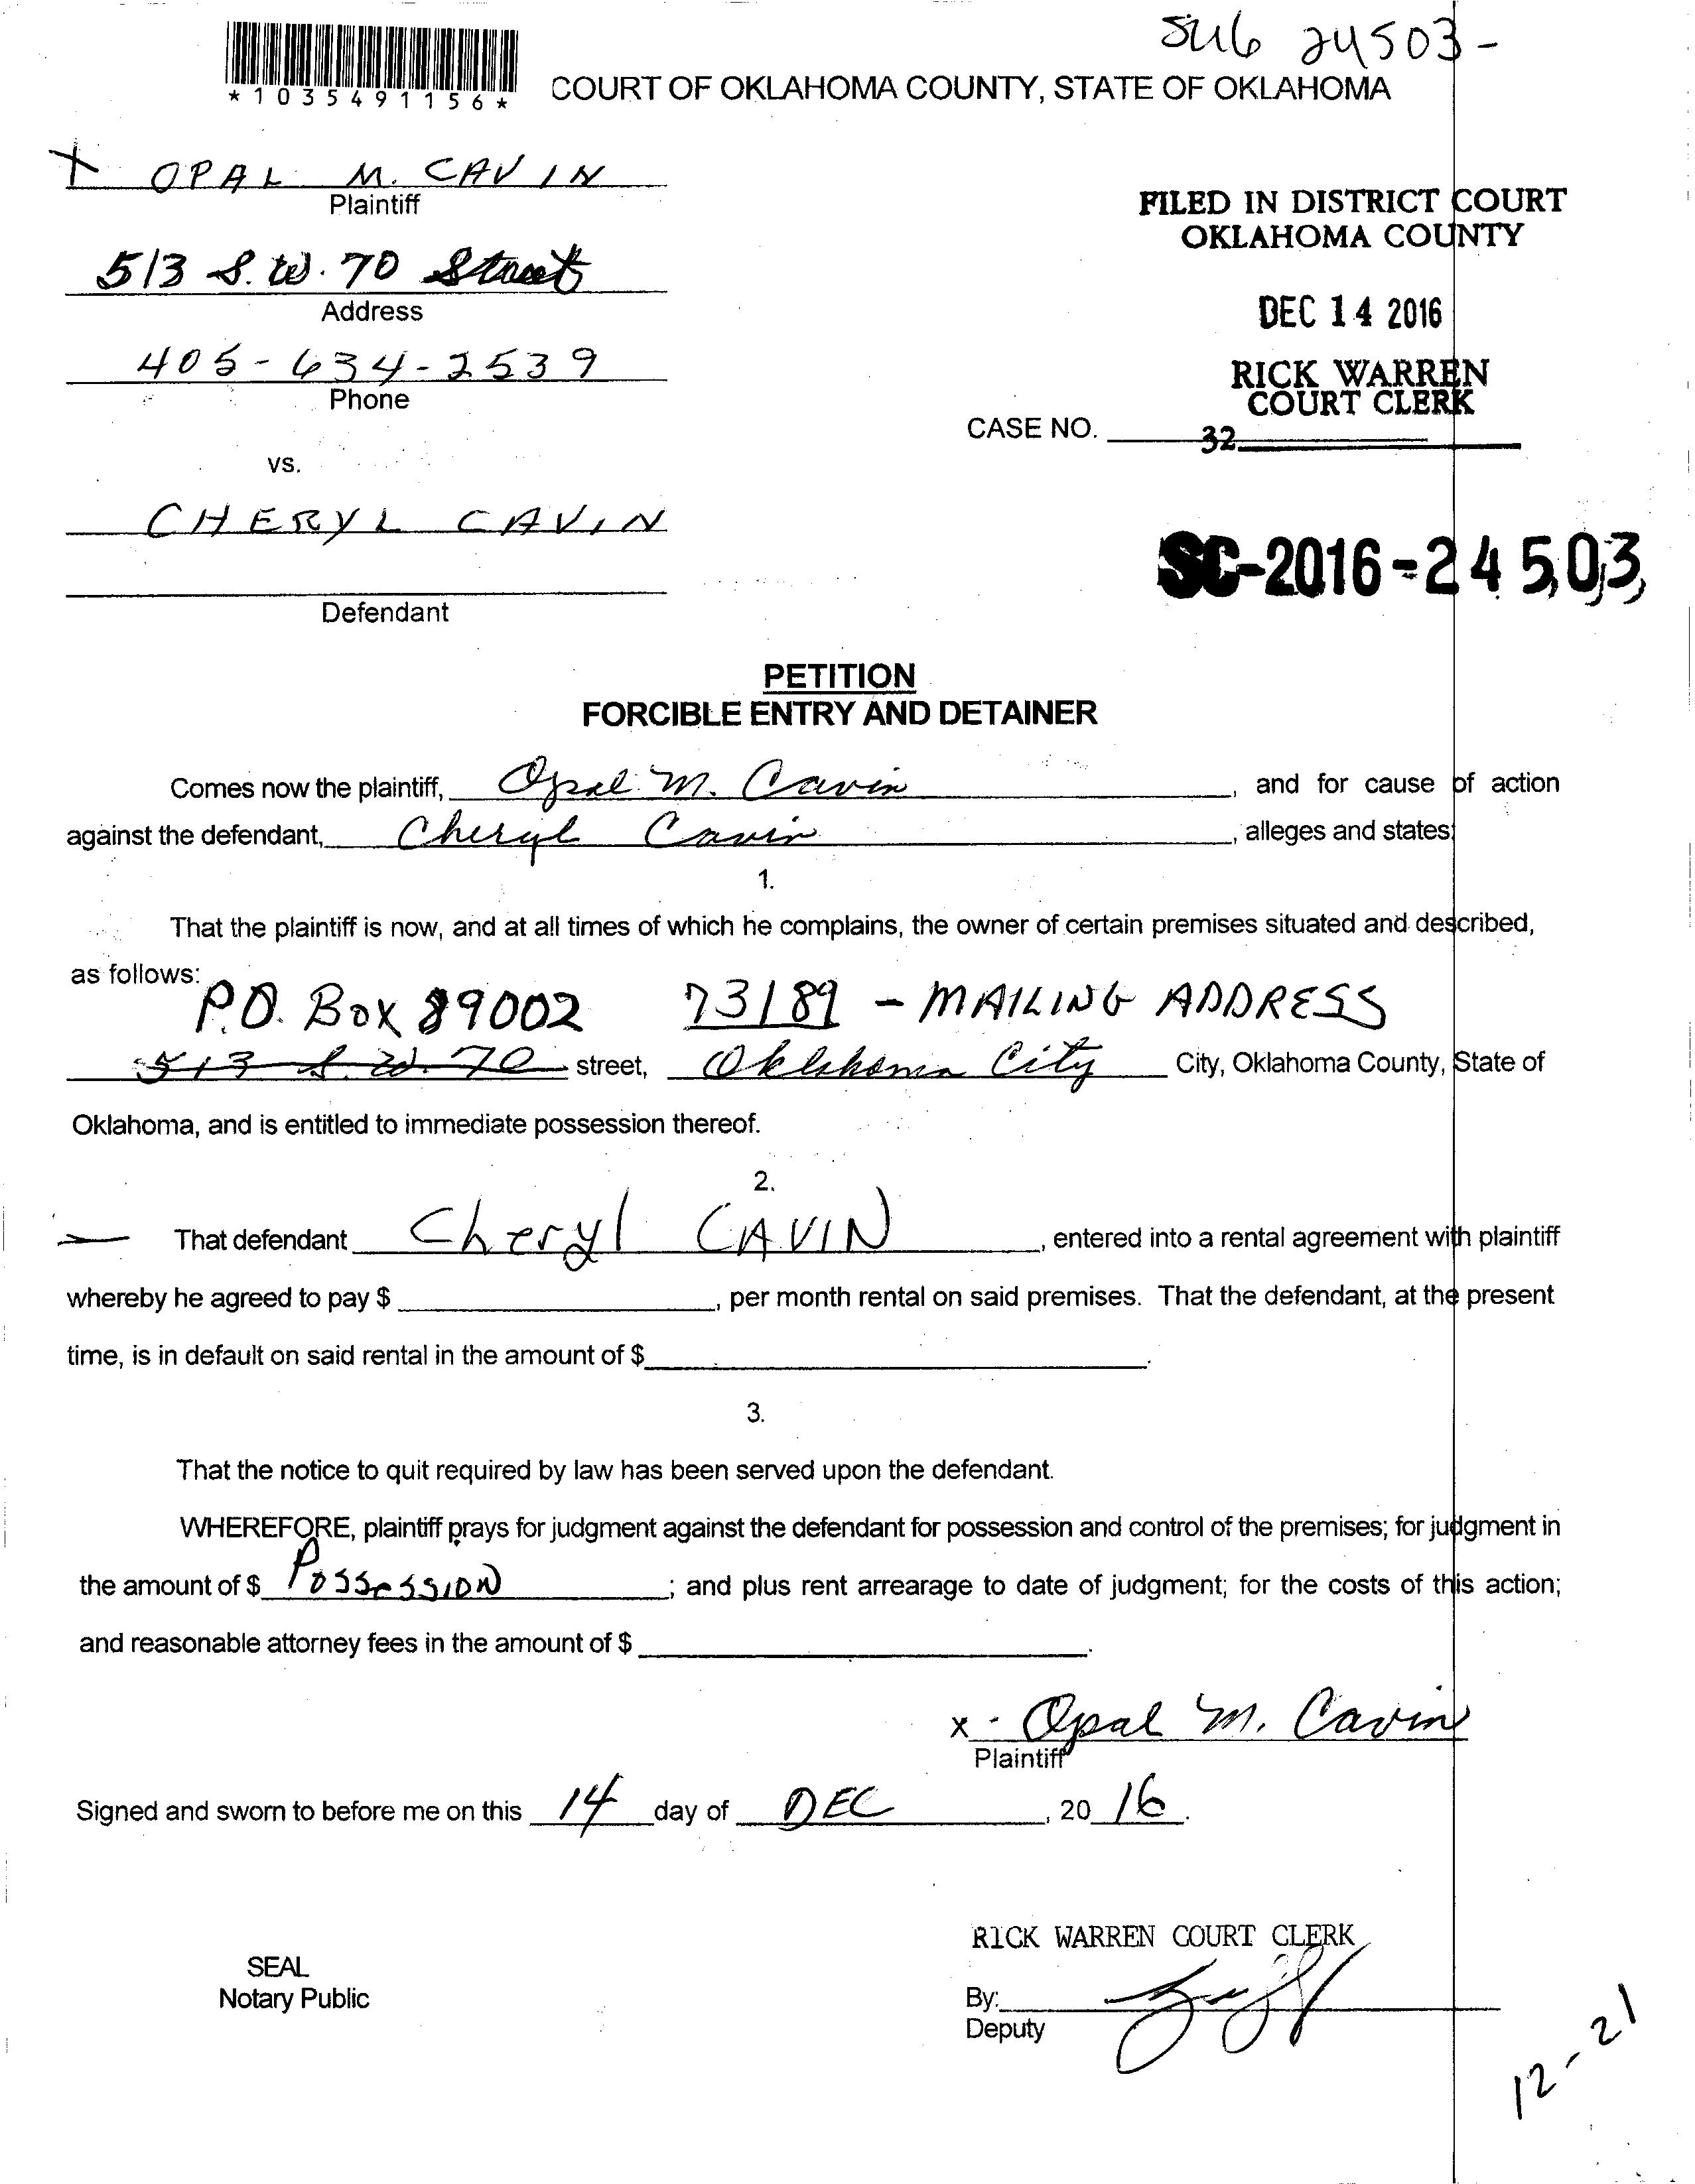 SC16 24503-
*1035491156*
COURT OF OKLAHOMA COUNTY, STATE OF OKLAHOMA
X OPAL M. CAVIN
Plaintiff
FILED IN DISTRICT COURT
OKLAHOMA COUNTY
513 S.W. 70 Street
Address
DEC 14 2016
405-634-2539
Phone
RICK WARREN
COURT CLERK
CASE NO.
32
vs.
CHERYL CAVIN
SC-2016-24503
Defendant
PETITION
FORCIBLE ENTRY AND DETAINER
Comes now the plaintiff, Opal M. Cavin, and for cause of action
against the defendant, Cheryl Cavin, alleges and states:
1.
That the plaintiff is now, and at all times of which he complains, the owner of certain premises situated and described,
as follows:
P.O. Box 89002 73189 - MAILING ADDRESS
513 S. W. 70 street, Oklahoma City City, Oklahoma County, State of
Oklahoma, and is entitled to immediate possession thereof.
2.
That defendant Cheryl CAVIN, entered into a rental agreement with plaintiff
whereby he agreed to pay $ , per month rental on said premises. That the defendant, at the present
time, is in default on said rental in the amount of $ .
3.
That the notice to quit required by law has been served upon the defendant.
WHEREFORE, plaintiff prays for judgment against the defendant for possession and control of the premises; for judgment in
the amount of $ Possession ; and plus rent arrearage to date of judgment; for the costs of this action;
and reasonable attorney fees in the amount of $ .
x - Opal M. Cavin
Plaintiff
Signed and sworn to before me on this 14 day of DEC, 20 16.
RICK WARREN COURT CLERK
SEAL
Notary Public
By:
Deputy
12-21